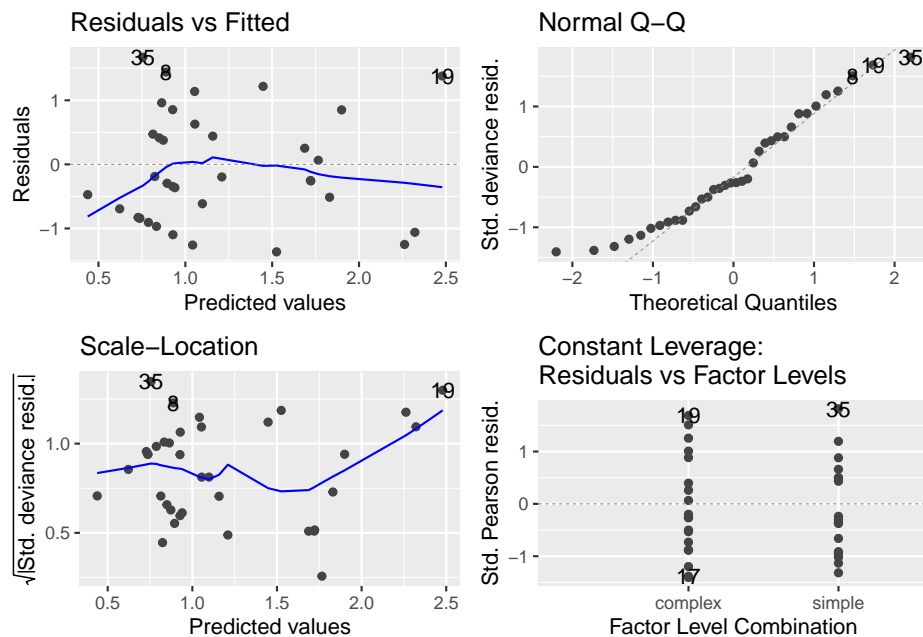 Residuals vs Fitted
Residuals
1
0
−1
35
8
19
0.5
1.0
1.5
2.0
2.5
Predicted values
Normal Q−Q
Std. deviance resid.
1
0
−1
8
19
35
−2
−1
0
1
2
Theoretical Quantiles
Scale−Location
√|Std. deviance resid.|
1.0
0.5
35
8
19
0.5
1.0
1.5
2.0
2.5
Predicted values
Constant Leverage:
Residuals vs Factor Levels
Std. Pearson resid.
1
0
−1
19
35
17
complex
simple
Factor Level Combination